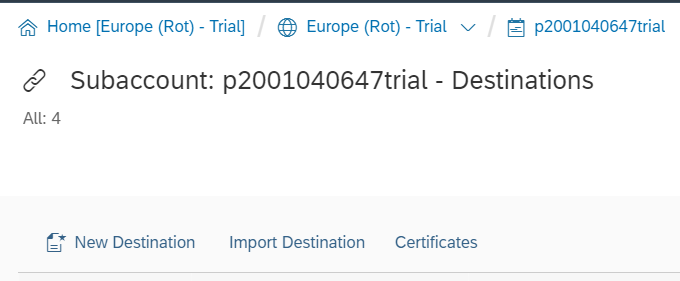 Home [Europe (Rot) - Trial] / Europe (Rot) - Trial / p2001040647trial
Subaccount: p2001040647trial - Destinations
All: 4
New Destination Import Destination Certificates